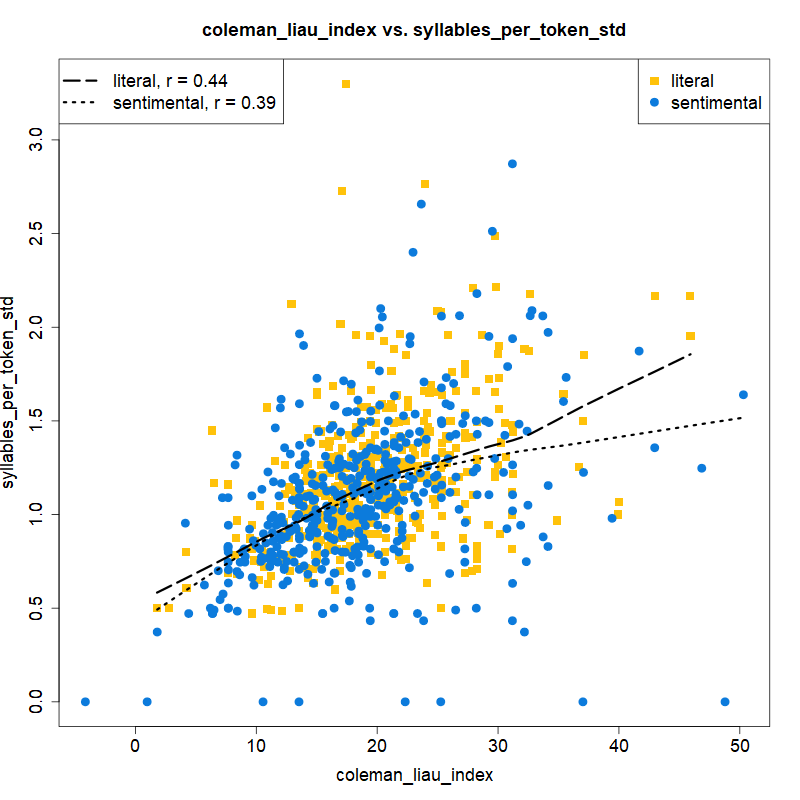 coleman_liau_index vs. syllables_per_token_std
literal, r = 0.44
sentimental, r = 0.39
literal
sentimental
syllables_per_token_std
3.0
2.5
2.0
1.5
1.0
0.5
0.0
0 10 20 30 40 50
coleman_liau_index